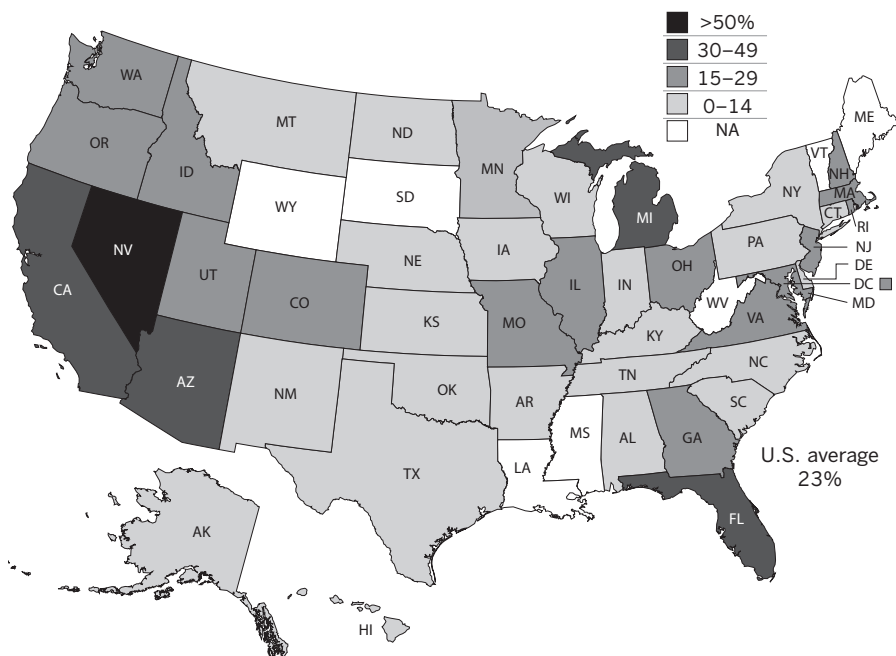 >50%
30–49
15–29
0–14
NA
WA
OR
ID
MT
ND
MN
WI
MI
NY
VT
ME
NH
MA
CT
RI
NJ
DE
DC
MD
PA
WY
SD
IA
NE
NV
CA
UT
CO
KS
MO
IL
IN
OH
WV
VA
KY
NC
TN
SC
AZ
NM
OK
AR
MS
AL
GA
LA
TX
FL
U.S. average
23%
AK
HI